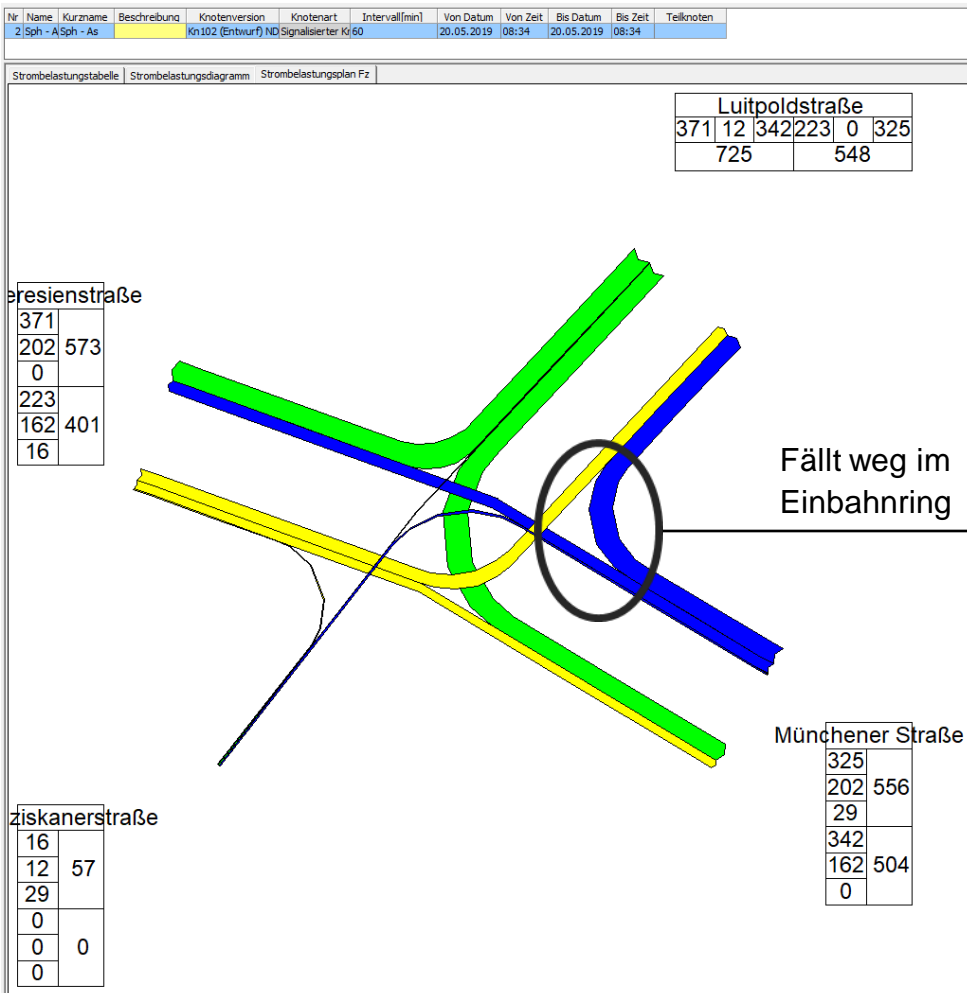 Nr Name Kurzname Beschreibung Knotenversion Knotenart Intervall[min] Von Datum Von Zeit Bis Datum Bis Zeit Teilknoten
2 Sph - A Sph - As Kn102 (Entwurf) ND Signalisierter Kr 60 20.05.2019 08:34 20.05.2019 08:34
Strombelastungstabelle Strombelastungsdiagramm Strombelastungsplan Fz
Luitpoldstraße
371 12 342 223 0 325
725 548
eresienstraße
371
202 573
0
223
162 401
16
Fällt weg im
Einbahnring
Münchener Straße
325
202 556
29
342
162 504
0
ziskanerstraße
16
12 57
29
0
0 0
0